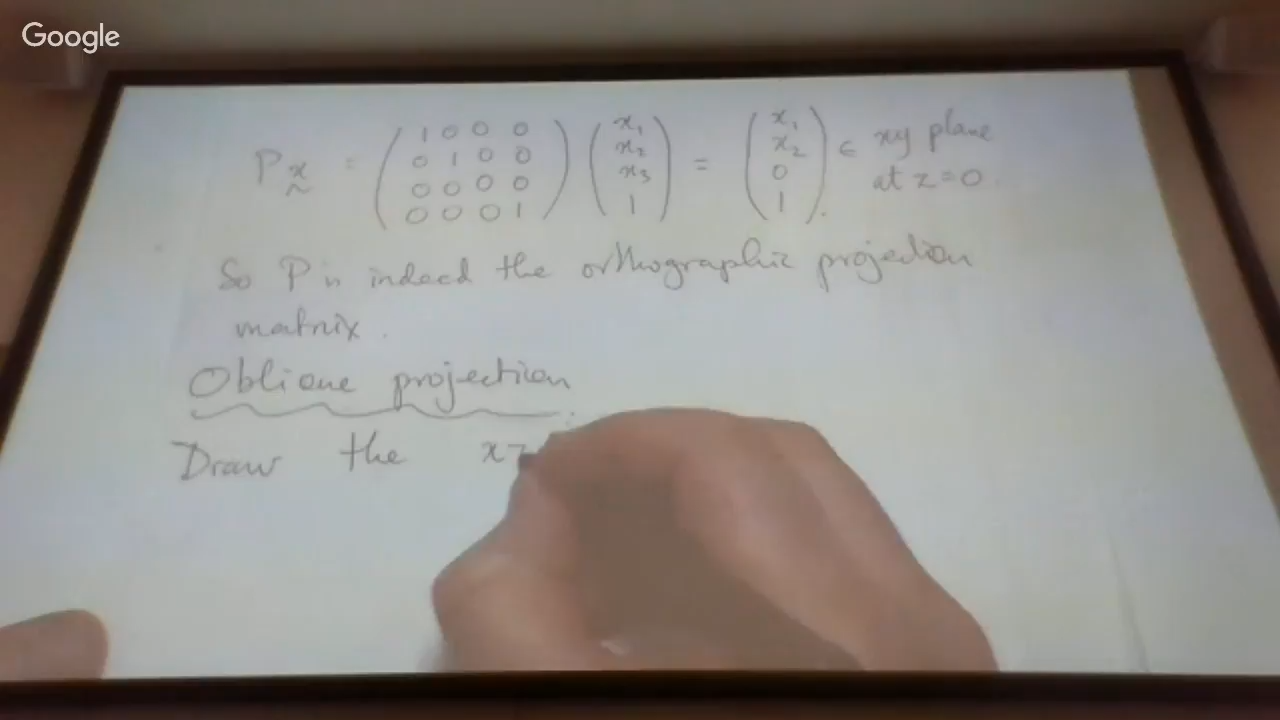 Google
P x̰ = ( 1 0 0 0 / 0 1 0 0 / 0 0 0 0 / 0 0 0 1 ) ( x₁ / x₂ / x₃ / 1 ) = ( x₁ / x₂ / 0 / 1 ) ∈ xy plane at z=0.
So P is indeed the orthographic projection
matrix.
Oblique projection
Draw the xz